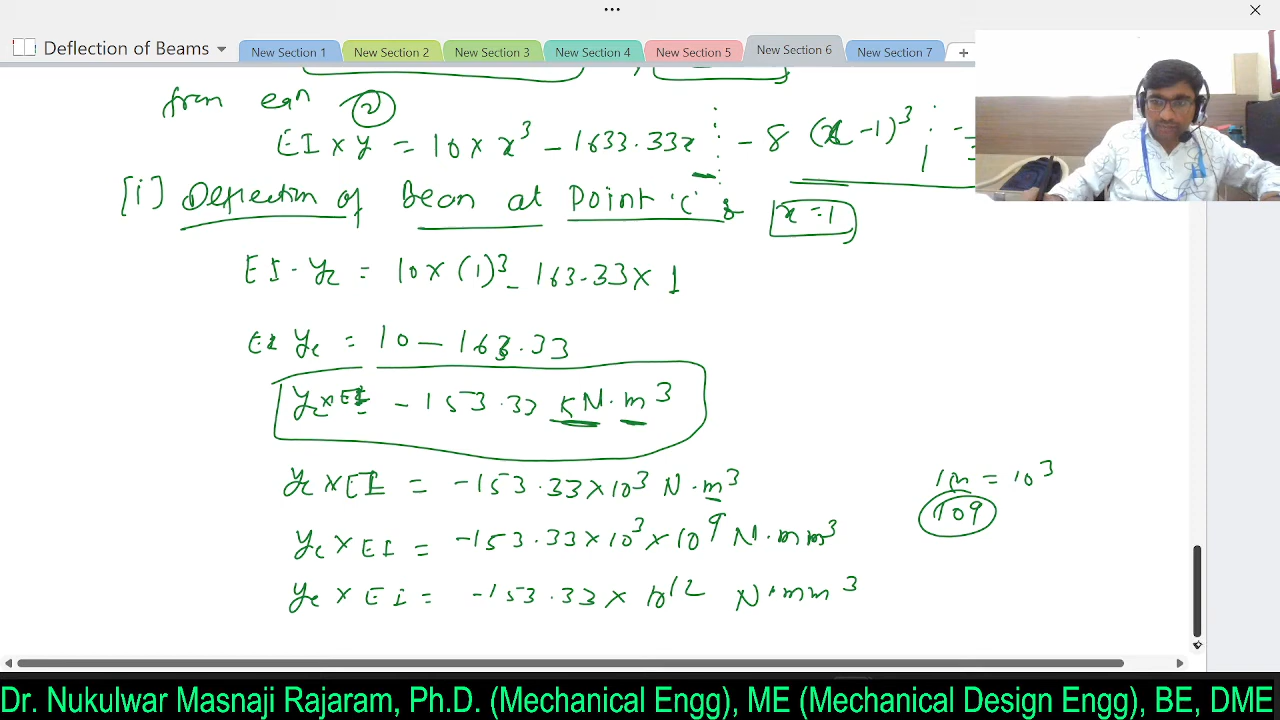 Deflection of Beams
New Section 1 New Section 2 New Section 3 New Section 4 New Section 5 New Section 6 New Section 7 +
from eqn (2)
EI × y = 10 × x³ - 1633.33x ⋮ - 8 (x - 1)³ ⋮
[i] Deflection of Beam at Point 'c' x = 1
EI · yc = 10 × (1)³ - 163.33 × 1
EI yc = 10 - 163.33
yc × EI - 153.33 kN·m³
yc × EI = -153.33 × 10³ N·m³
1m = 10³
109
yc × EI = -153.33 × 10³ × 10⁹ N·mm³
yc × EI = -153.33 × 10¹² N·mm³
Dr. Nukulwar Masnaji Rajaram, Ph.D. (Mechanical Engg), ME (Mechanical Design Engg), BE, DME